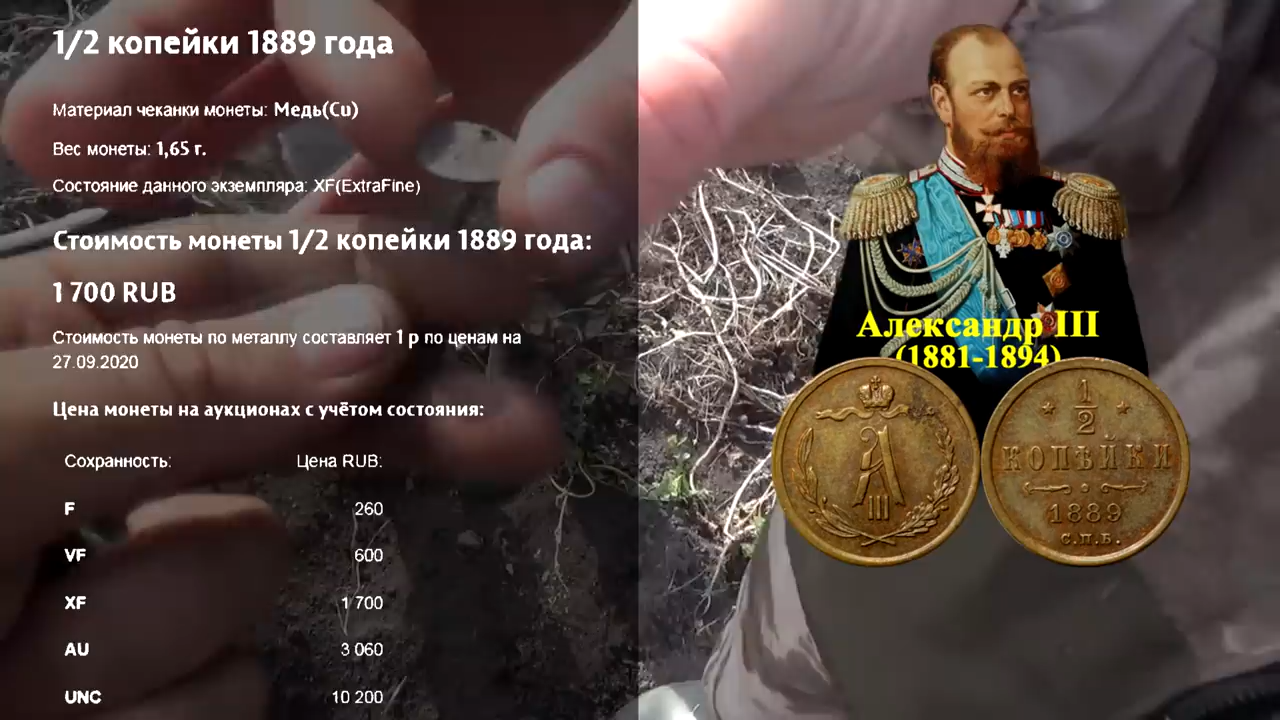 1/2 копейки 1889 года
Материал чеканки монеты: Медь(Cu)
Вес монеты: 1,65 г.
Состояние данного экземпляра: XF(ExtraFine)
Стоимость монеты 1/2 копейки 1889 года:
1 700 RUB
Стоимость монеты по металлу составляет 1 р по ценам на
27.09.2020
Цена монеты на аукционах с учётом состояния:
Сохранность: Цена RUB:
F 260
VF 600
XF 1 700
AU 3 060
UNC 10 200
Александр III
(1881-1894)
А
III
1
2
КОПѢЙКИ
1889
С.П.Б.